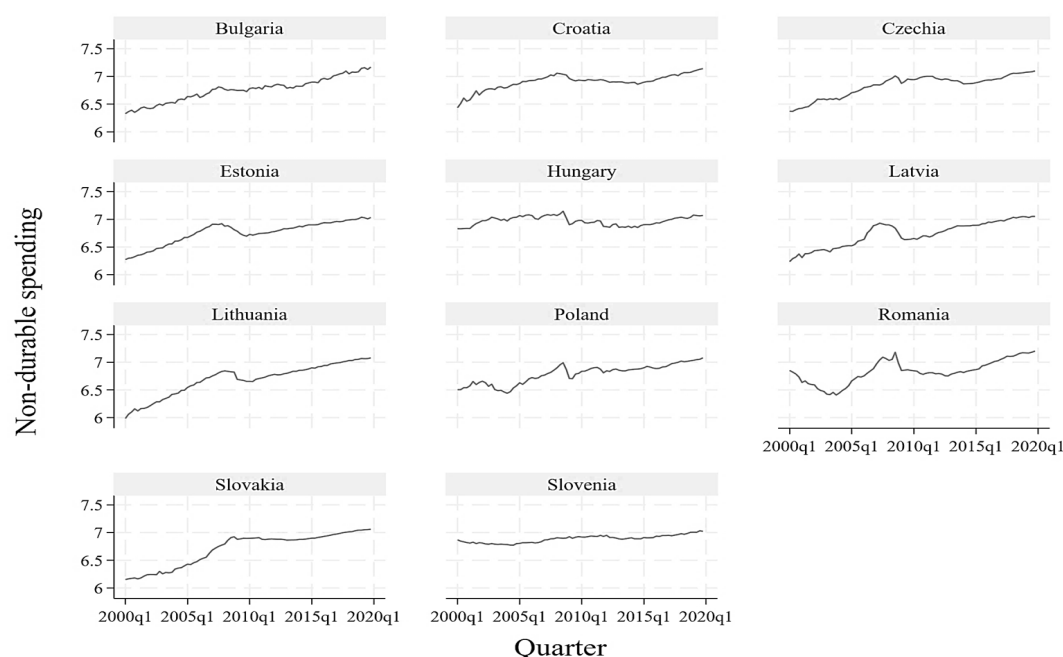 Bulgaria
Croatia
Czechia
7.5
7
6.5
6
Estonia
Hungary
Latvia
7.5
7
6.5
6
Non-durable spending
Lithuania
Poland
Romania
7.5
7
6.5
6
2000q1 2005q1 2010q1 2015q1 2020q1
Slovakia
Slovenia
7.5
7
6.5
6
2000q1 2005q1 2010q1 2015q1 2020q1
2000q1 2005q1 2010q1 2015q1 2020q1
Quarter